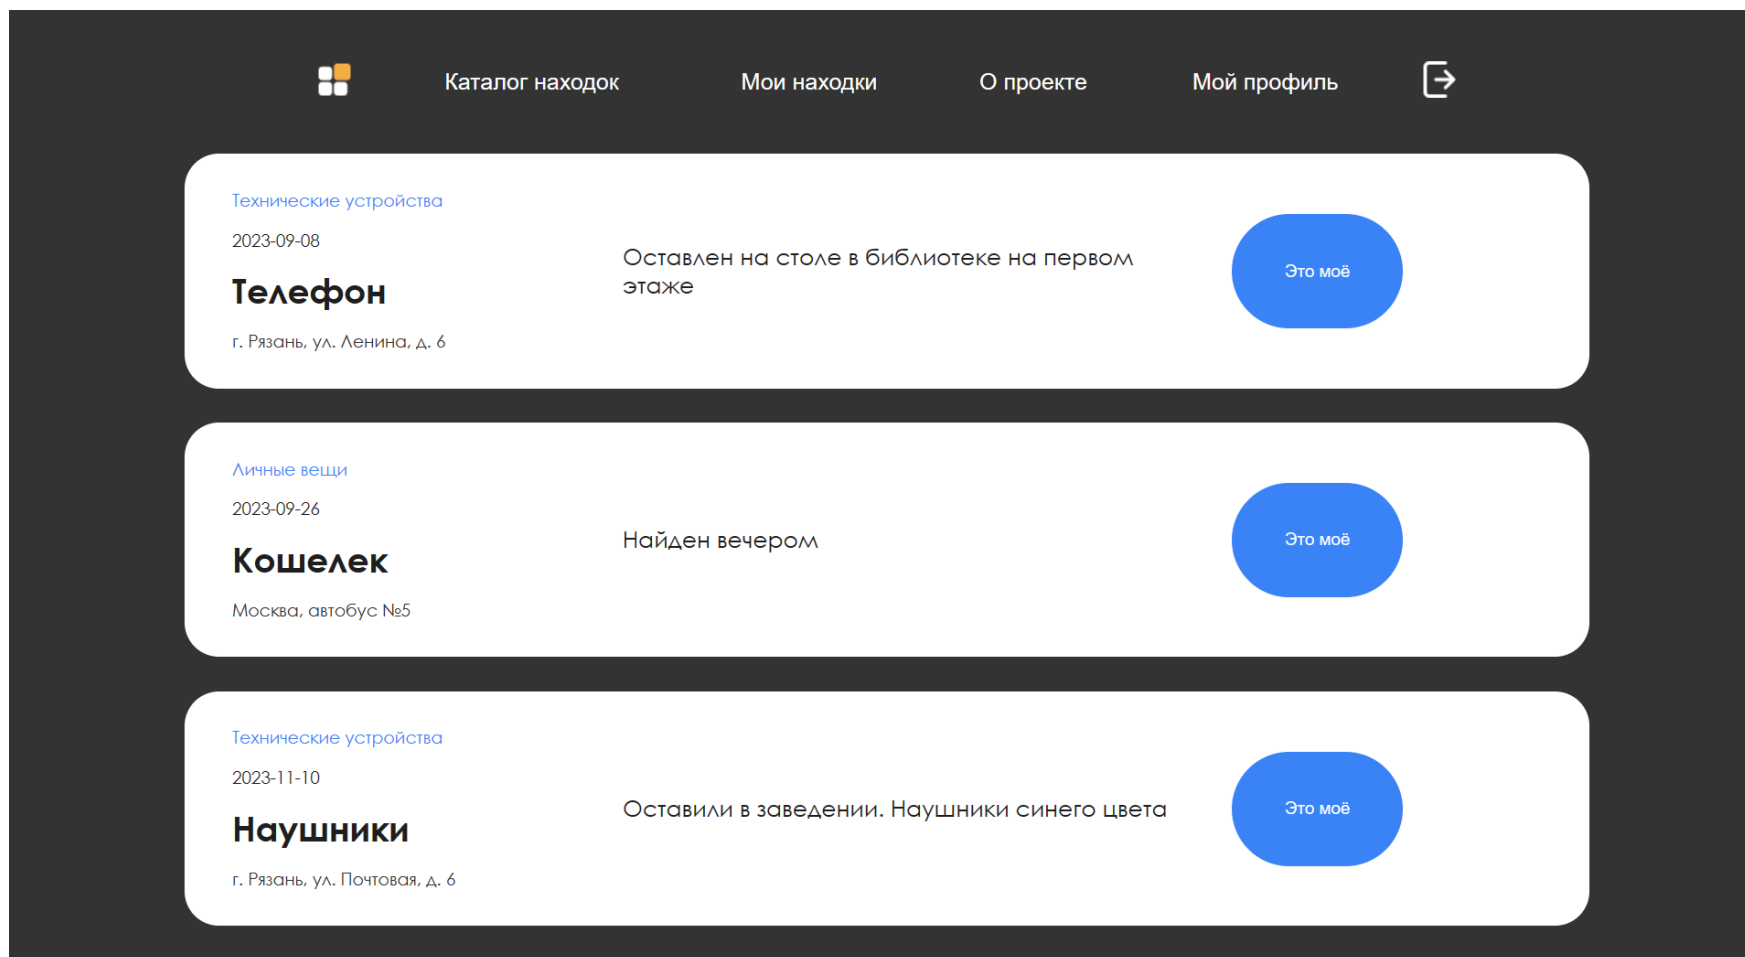 Каталог находок
Мои находки
О проекте
Мой профиль
Технические устройства
2023-09-08
Телефон
г. Рязань, ул. Ленина, д. 6
Оставлен на столе в библиотеке на первом
этаже
Это моё
Личные вещи
2023-09-26
Кошелек
Москва, автобус №5
Найден вечером
Это моё
Технические устройства
2023-11-10
Наушники
г. Рязань, ул. Почтовая, д. 6
Оставили в заведении. Наушники синего цвета
Это моё